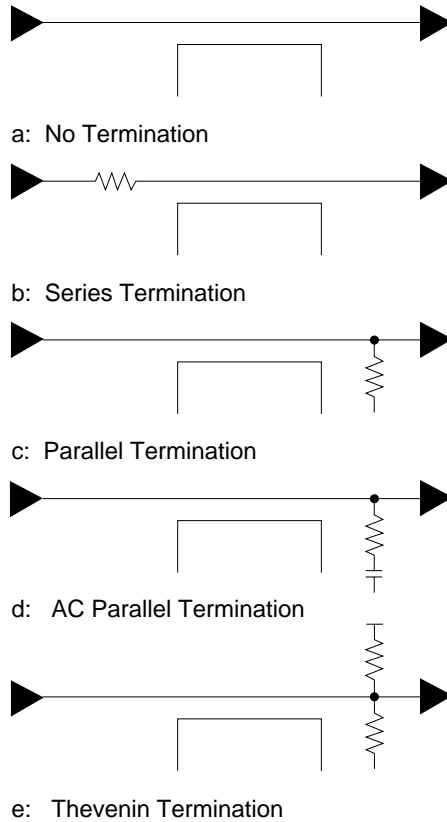 a: No Termination
b: Series Termination
c: Parallel Termination
d: AC Parallel Termination
e: Thevenin Termination